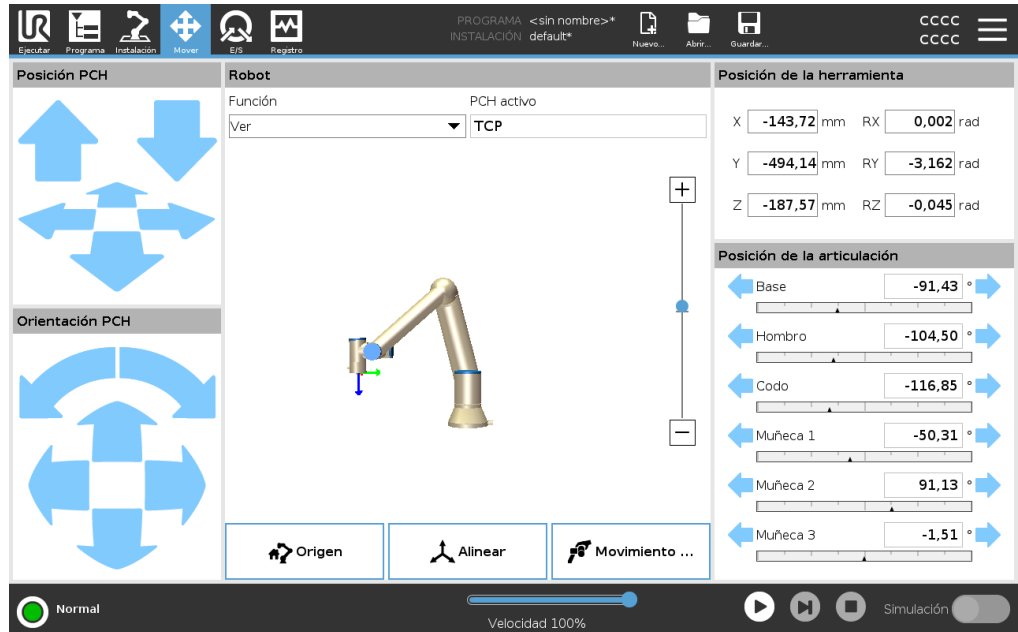 UR
Ejecutar
Programa
Instalación
Mover
E/S
Registro
PROGRAMA <sin nombre>*
INSTALACIÓN default*
Nuevo...
Abrir...
Guardar...
CCCC
CCCC
Posición PCH
Orientación PCH
Robot
Función
PCH activo
Ver
TCP
+
−
Origen
Alinear
Movimiento ...
Posición de la herramienta
X -143,72 mm RX 0,002 rad
Y -494,14 mm RY -3,162 rad
Z -187,57 mm RZ -0,045 rad
Posición de la articulación
Base -91,43 °
Hombro -104,50 °
Codo -116,85 °
Muñeca 1 -50,31 °
Muñeca 2 91,13 °
Muñeca 3 -1,51 °
Normal
Velocidad 100%
Simulación